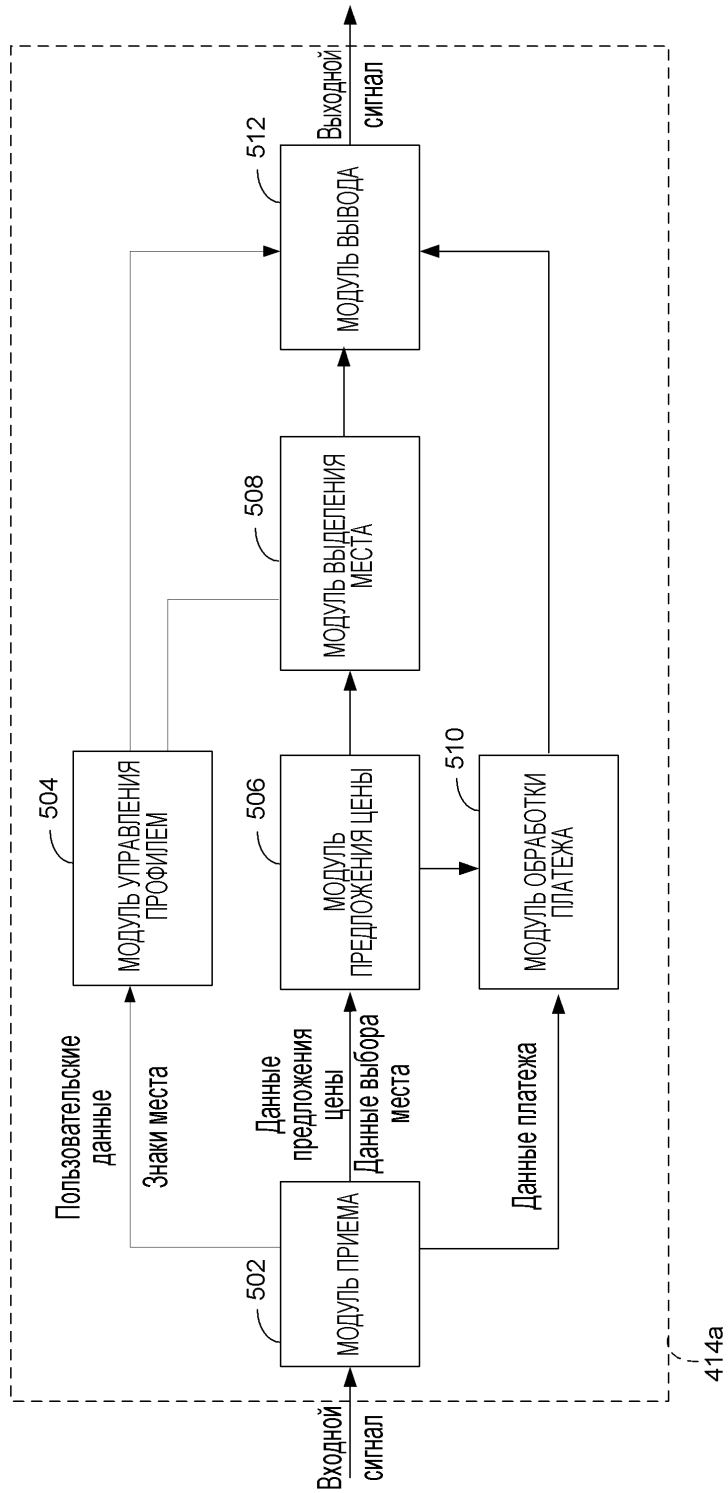 Входной
сигнал
502
МОДУЛЬ ПРИЕМА
Пользовательские
данные
Знаки места
504
МОДУЛЬ УПРАВЛЕНИЯ
ПРОФИЛЕМ
Данные
предложения
цены
Данные выбора
места
506
МОДУЛЬ
ПРЕДЛОЖЕНИЯ ЦЕНЫ
Данные платежа
510
МОДУЛЬ ОБРАБОТКИ
ПЛАТЕЖА
508
МОДУЛЬ ВЫДЕЛЕНИЯ
МЕСТА
512
МОДУЛЬ ВЫВОДА
Выходной
сигнал
414a